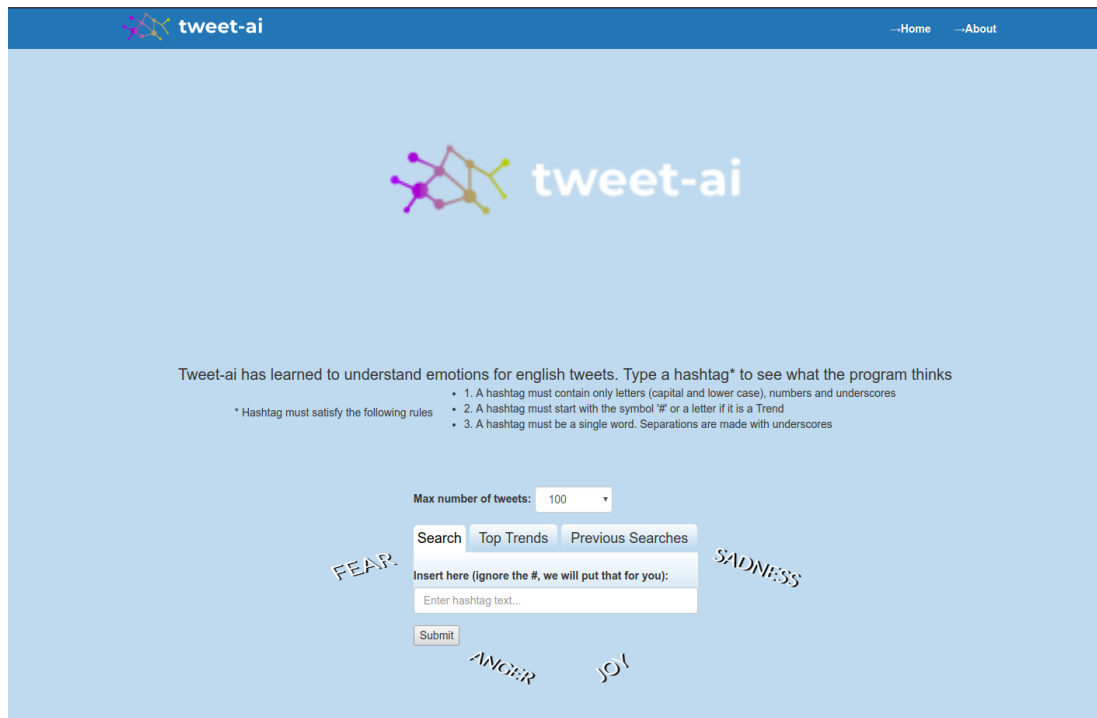 tweet-ai
→Home →About
tweet-ai
Tweet-ai has learned to understand emotions for english tweets. Type a hashtag* to see what the program thinks
* Hashtag must satisfy the following rules
1. A hashtag must contain only letters (capital and lower case), numbers and underscores
2. A hashtag must start with the symbol '#' or a letter if it is a Trend
3. A hashtag must be a single word. Separations are made with underscores
Max number of tweets: 100
Search Top Trends Previous Searches
FEAR
SADNESS
Insert here (ignore the #, we will put that for you):
Enter hashtag text...
Submit
ANGER
JOY